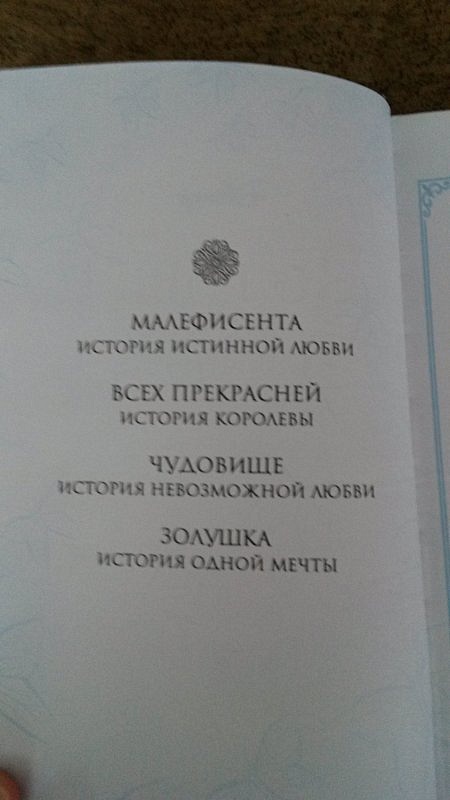 МАЛЕФИСЕНТА
ИСТОРИЯ ИСТИННОЙ ЛЮБВИ
ВСЕХ ПРЕКРАСНЕЙ
ИСТОРИЯ КОРОЛЕВЫ
ЧУДОВИЩЕ
ИСТОРИЯ НЕВОЗМОЖНОЙ ЛЮБВИ
ЗОЛУШКА
ИСТОРИЯ ОДНОЙ МЕЧТЫ